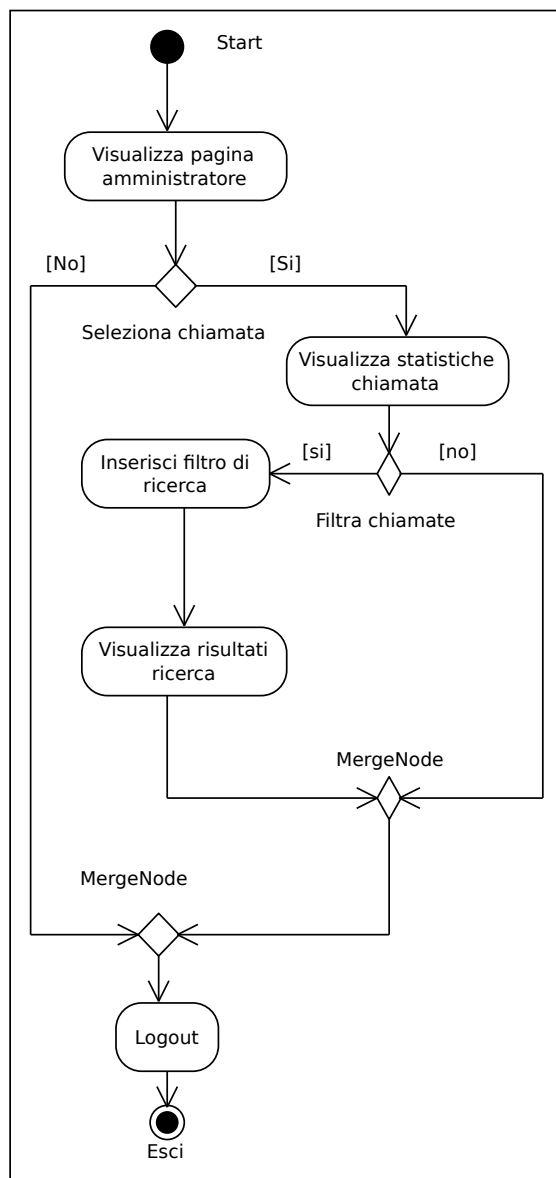 Start
Visualizza pagina
amministratore
[No]
[Si]
Seleziona chiamata
Visualizza statistiche
chiamata
[si]
[no]
Inserisci filtro di
ricerca
Filtra chiamate
Visualizza risultati
ricerca
MergeNode
MergeNode
Logout
Esci